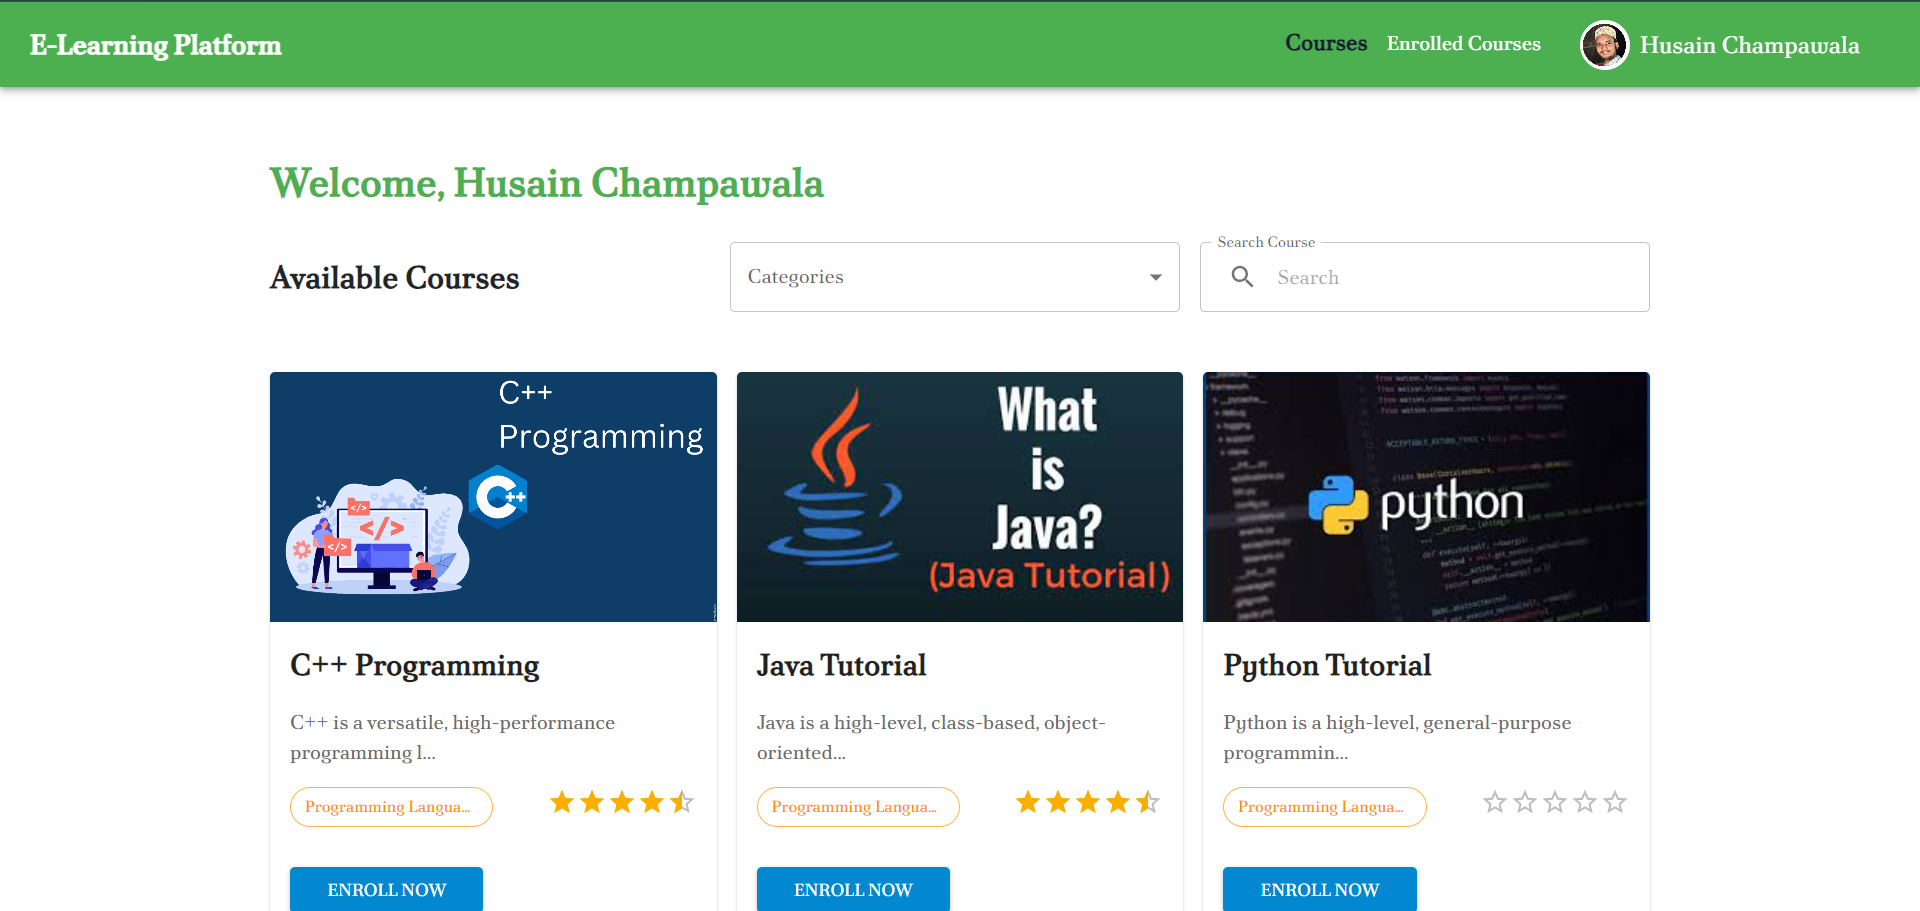 E-Learning Platform
Courses
Enrolled Courses
Husain Champawala
Welcome, Husain Champawala
Available Courses
Categories
Search Course
Search
C++
Programming
C++
</>
</>
</>
What
is
Java?
(Java Tutorial)
python
C++ Programming
C++ is a versatile, high-performance
programming l...
Programming Langua...
ENROLL NOW
Java Tutorial
Java is a high-level, class-based, object-
oriented...
Programming Langua...
ENROLL NOW
Python Tutorial
Python is a high-level, general-purpose
programmin...
Programming Langua...
ENROLL NOW